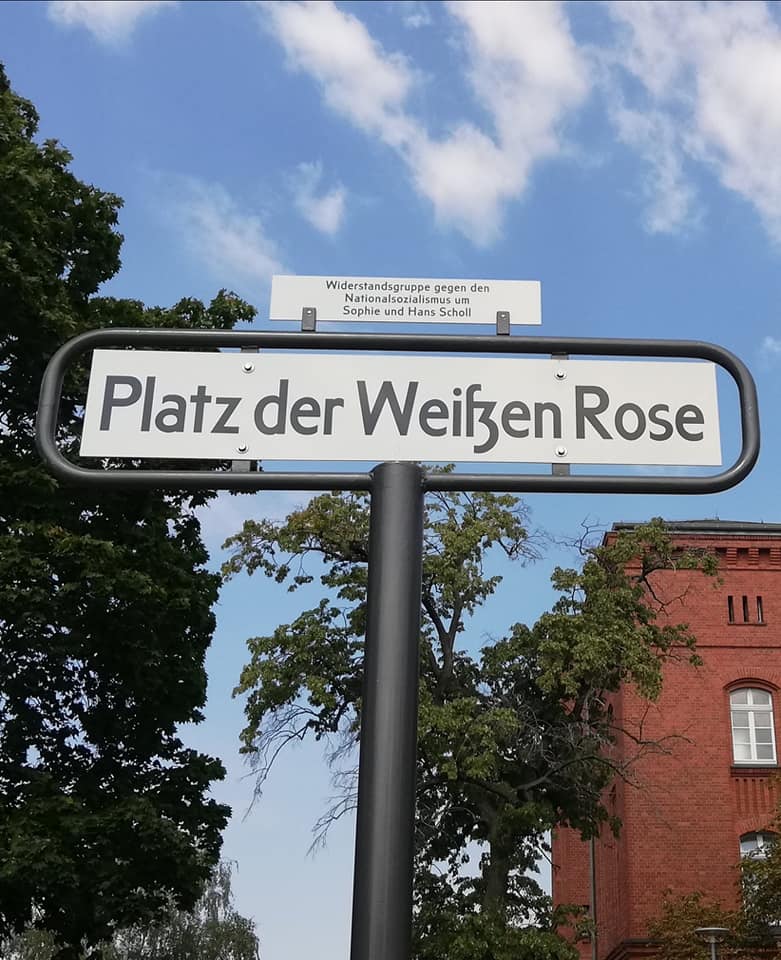 Widerstandsgruppe gegen den
Nationalsozialismus um
Sophie und Hans Scholl
Platz der Weißen Rose